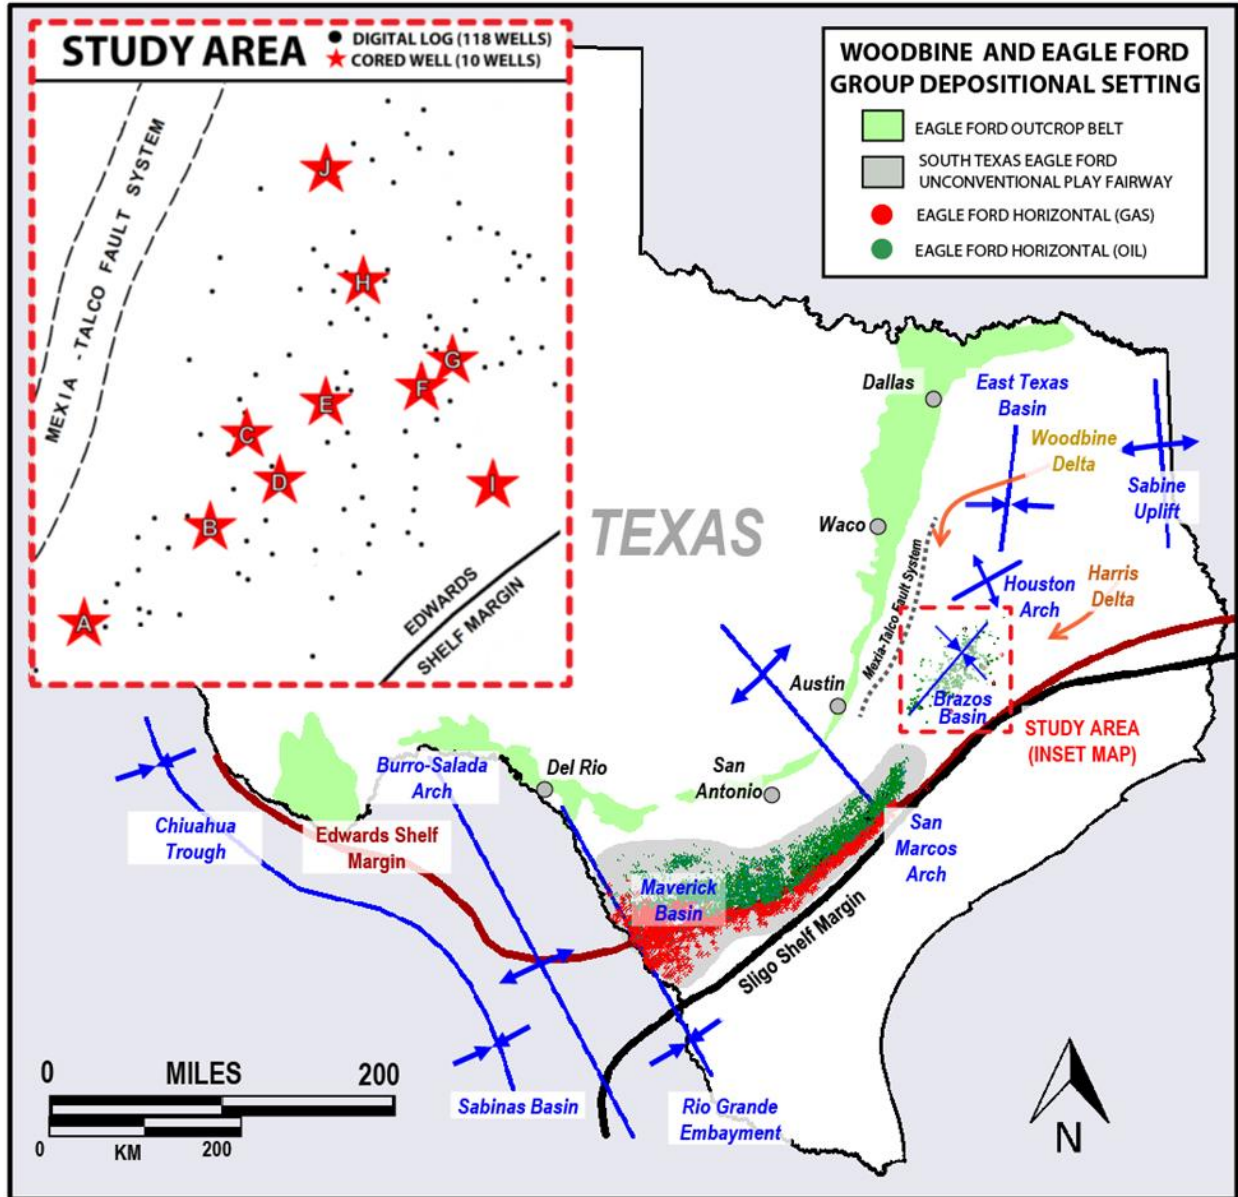 STUDY AREA
DIGITAL LOG (118 WELLS)
CORED WELL (10 WELLS)
MEXIA -TALCO FAULT SYSTEM
J
H
G
F
E
C
D
I
B
A
EDWARDS
SHELF MARGIN
WOODBINE AND EAGLE FORD
GROUP DEPOSITIONAL SETTING
EAGLE FORD OUTCROP BELT
SOUTH TEXAS EAGLE FORD
UNCONVENTIONAL PLAY FAIRWAY
EAGLE FORD HORIZONTAL (GAS)
EAGLE FORD HORIZONTAL (OIL)
Dallas
East Texas
Basin
Woodbine
Delta
Sabine
Uplift
Waco
TEXAS
Mexia-Talco Fault System
Houston
Arch
Harris
Delta
Austin
Brazos
Basin
STUDY AREA
(INSET MAP)
Burro-Salada
Arch
Del Rio
San
Antonio
Chiuahua
Trough
Edwards Shelf
Margin
San
Marcos
Arch
Maverick
Basin
Sligo Shelf Margin
0 MILES 200
0 KM 200
Sabinas Basin
Rio Grande
Embayment
N